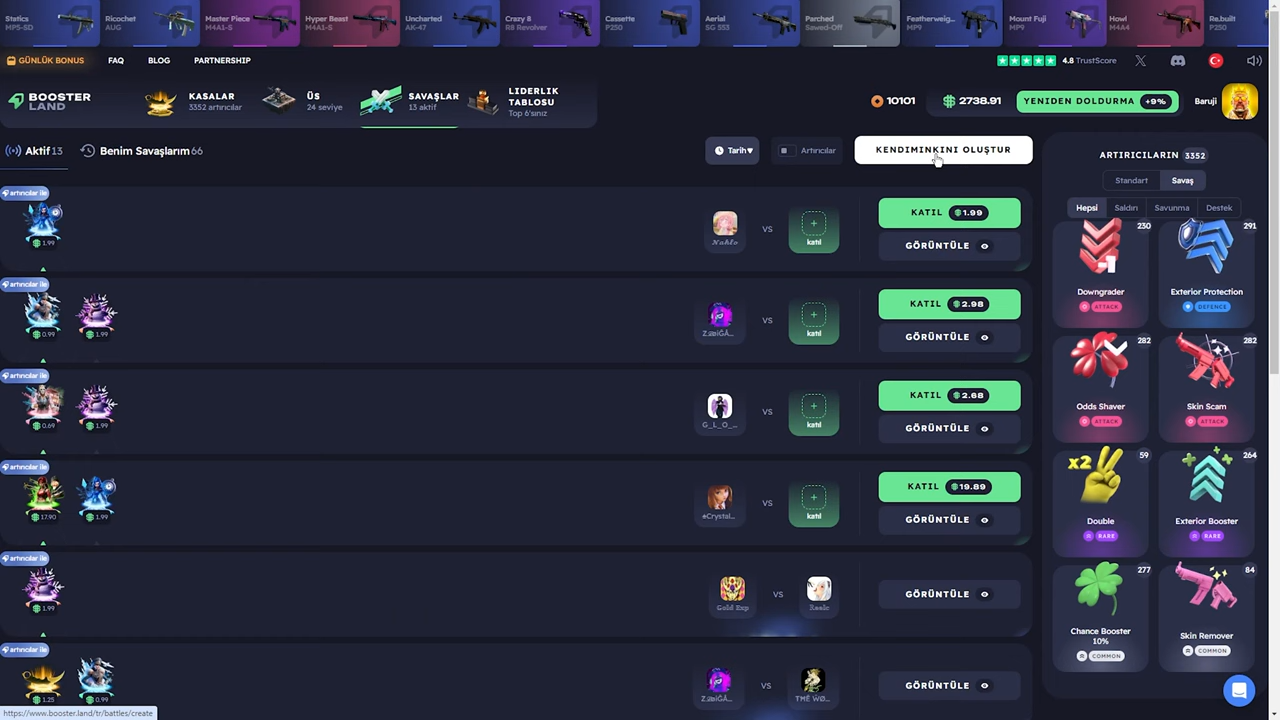 Statics
MP5-SD
Ricochet
AUG
Master Piece
M4A1-S
Hyper Beast
M4A1-S
Uncharted
AK-47
Crazy 8
R8 Revolver
Cassette
P250
Aerial
SG 553
Parched
Sawed-Off
Featherweig...
MP9
Mount Fuji
MP9
Howl
M4A4
Re.built
P250
GÜNLÜK BONUS
FAQ
BLOG
PARTNERSHIP
4.8 TrustScore
BOOSTER
LAND
KASALAR
3352 artırıcılar
ÜS
24 seviye
SAVAŞLAR
13 aktif
LIDERLIK
TABLOSU
Top 6'sınız
10101
2738.91
YENIDEN DOLDURMA +9%
Baruji
Aktif 13
Benim Savaşlarım 66
Tarih
Artırıcılar
KENDIMINKINI OLUŞTUR
artırıcılar ile
1.99
Nahło
VS
+
katıl
KATIL 1.99
GÖRÜNTÜLE
artırıcılar ile
0.99
1.99
VS
+
katıl
KATIL 2.98
GÖRÜNTÜLE
artırıcılar ile
0.69
1.99
G_L_O_...
VS
+
katıl
KATIL 2.68
GÖRÜNTÜLE
artırıcılar ile
17.90
1.99
eCrystal...
VS
+
katıl
KATIL 19.89
GÖRÜNTÜLE
artırıcılar ile
1.99
Gold Exp
VS
GÖRÜNTÜLE
artırıcılar ile
1.25
0.99
VS
GÖRÜNTÜLE
ARTIRICILARIN 3352
Standart
Savaş
Hepsi
Saldırı
Savunma
Destek
230
Downgrader
ATTACK
291
Exterior Protection
DEFENCE
282
Odds Shaver
ATTACK
282
Skin Scam
ATTACK
59
x2
Double
RARE
264
Exterior Booster
RARE
277
Chance Booster
10%
COMMON
84
Skin Remover
COMMON
https://www.booster.land/tr/battles/create